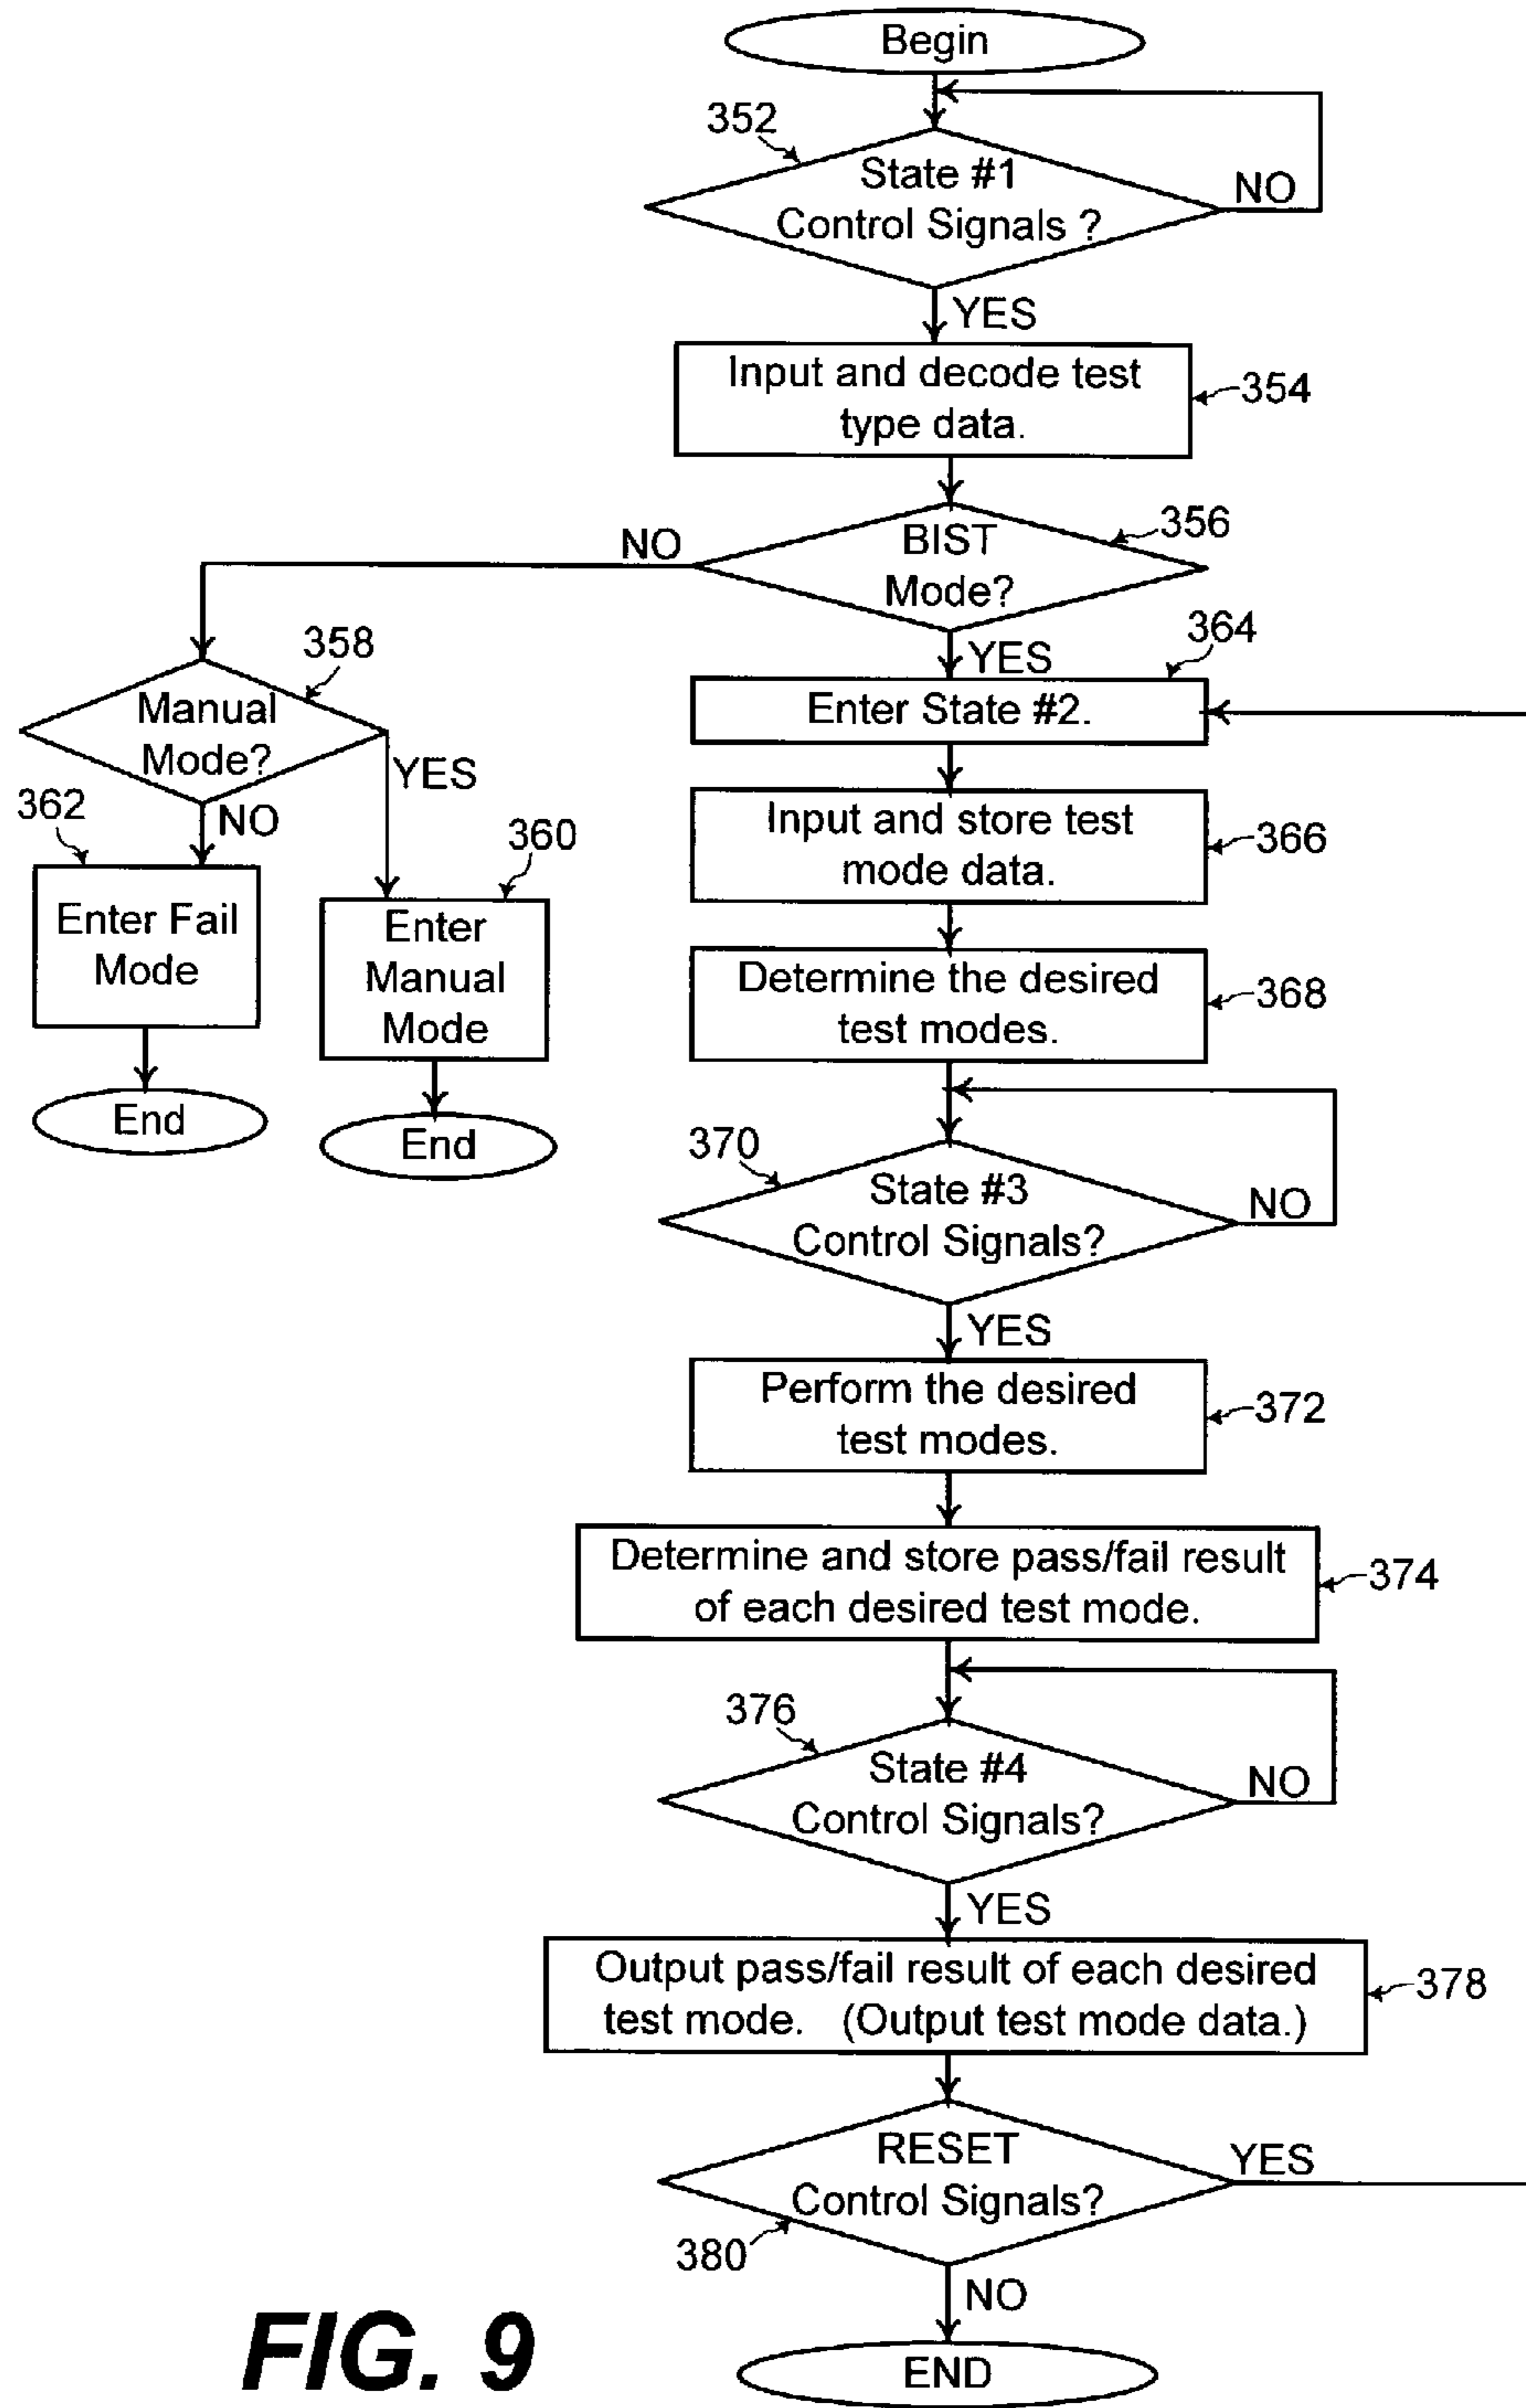 Begin
352
State #1
Control Signals ?
NO
YES
Input and decode test
type data.
354
BIST
Mode?
356
NO
YES
358
Manual
Mode?
YES
NO
362
Enter Fail
Mode
End
360
Enter
Manual
Mode
End
364
Enter State #2.
Input and store test
mode data.
366
Determine the desired
test modes.
368
370
State #3
Control Signals?
NO
YES
Perform the desired
test modes.
372
Determine and store pass/fail result
of each desired test mode.
374
376
State #4
Control Signals?
NO
YES
Output pass/fail result of each desired
test mode. (Output test mode data.)
378
RESET
Control Signals?
YES
380
NO
END
FIG. 9